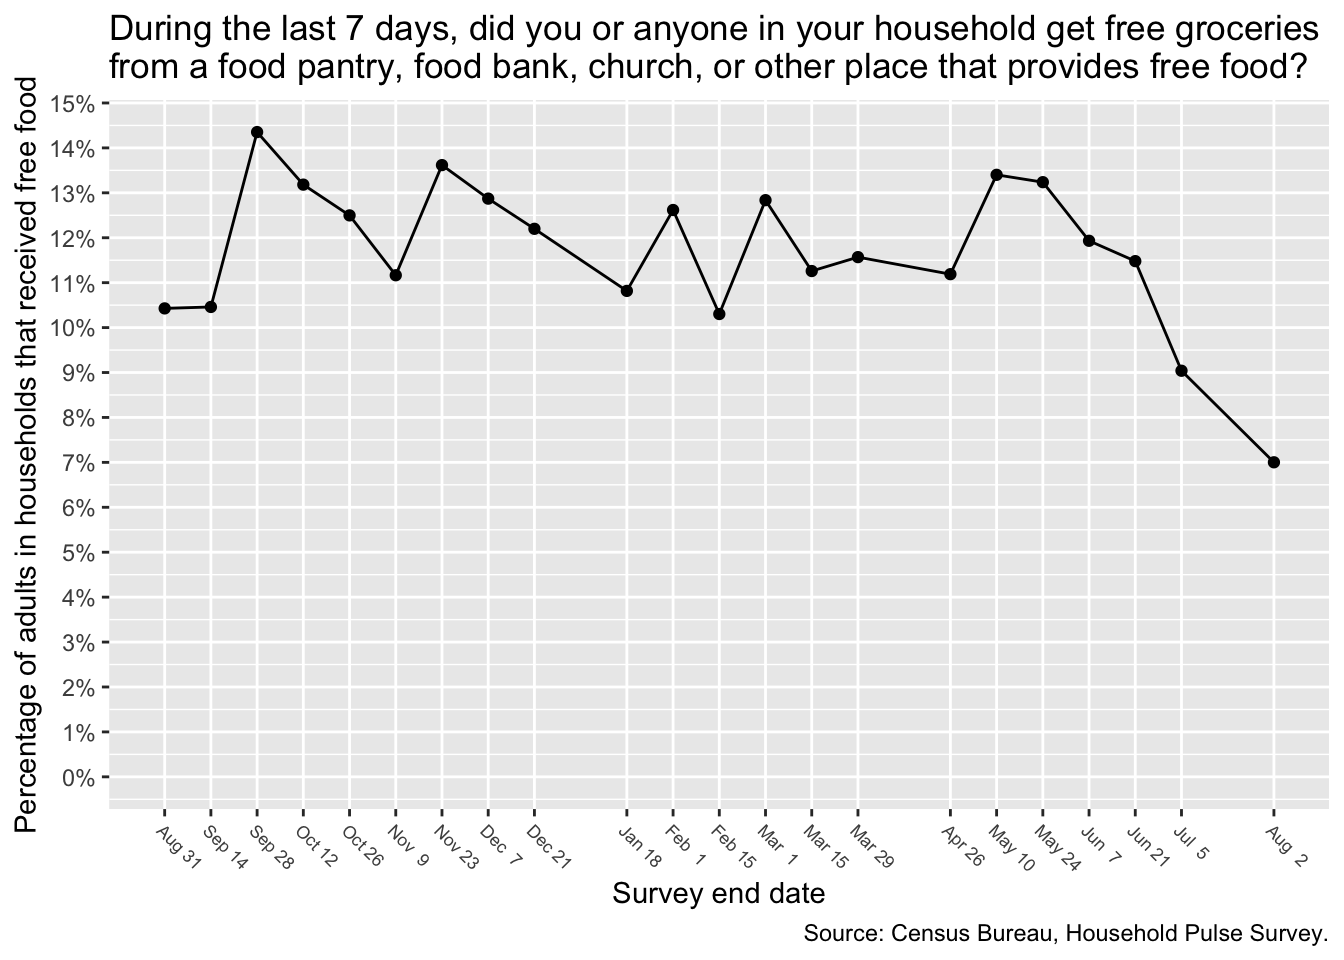 During the last 7 days, did you or anyone in your household get free groceries
from a food pantry, food bank, church, or other place that provides free food?
Percentage of adults in households that received free food
15%
14%
13%
12%
11%
10%
9%
8%
7%
6%
5%
4%
3%
2%
1%
0%
Aug 31
Sep 14
Sep 28
Oct 12
Oct 26
Nov 9
Nov 23
Dec 7
Dec 21
Jan 18
Feb 1
Feb 15
Mar 1
Mar 15
Mar 29
Apr 26
May 10
May 24
Jun 7
Jun 21
Jul 5
Aug 2
Survey end date
Source: Census Bureau, Household Pulse Survey.